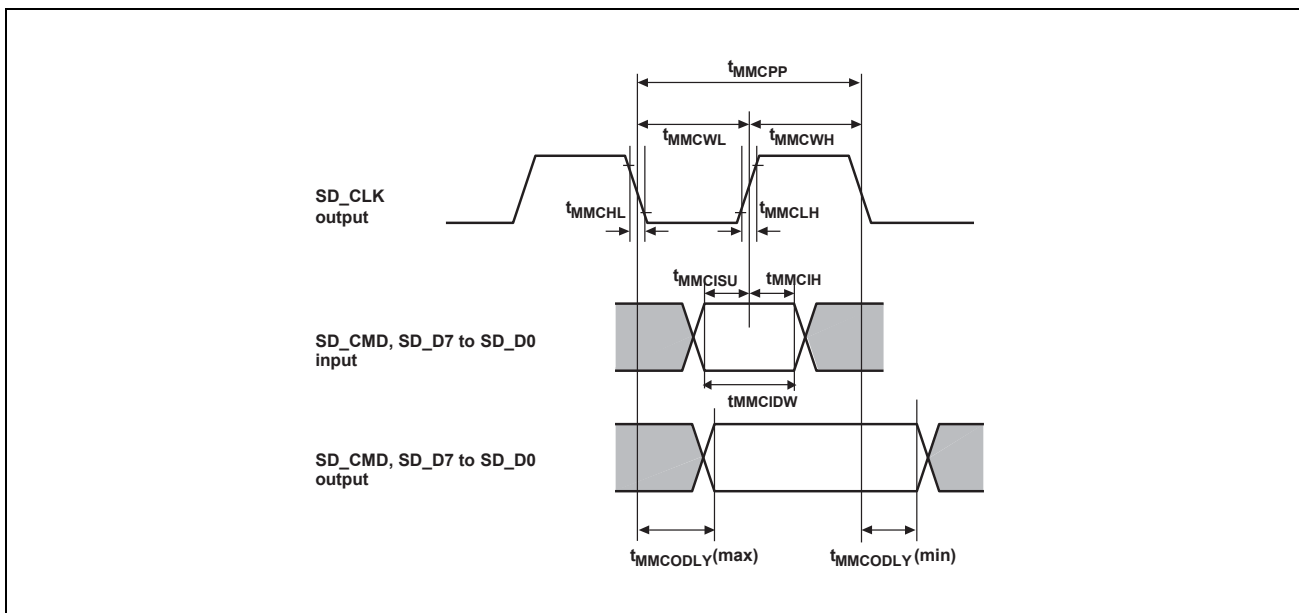 tMMCPP
tMMCWL
tMMCWH
SD_CLK
output
tMMCHL
tMMCLH
tMMCISU
tMMCIH
SD_CMD, SD_D7 to SD_D0
input
tMMCIDW
SD_CMD, SD_D7 to SD_D0
output
tMMCODLY(max)
tMMCODLY (min)